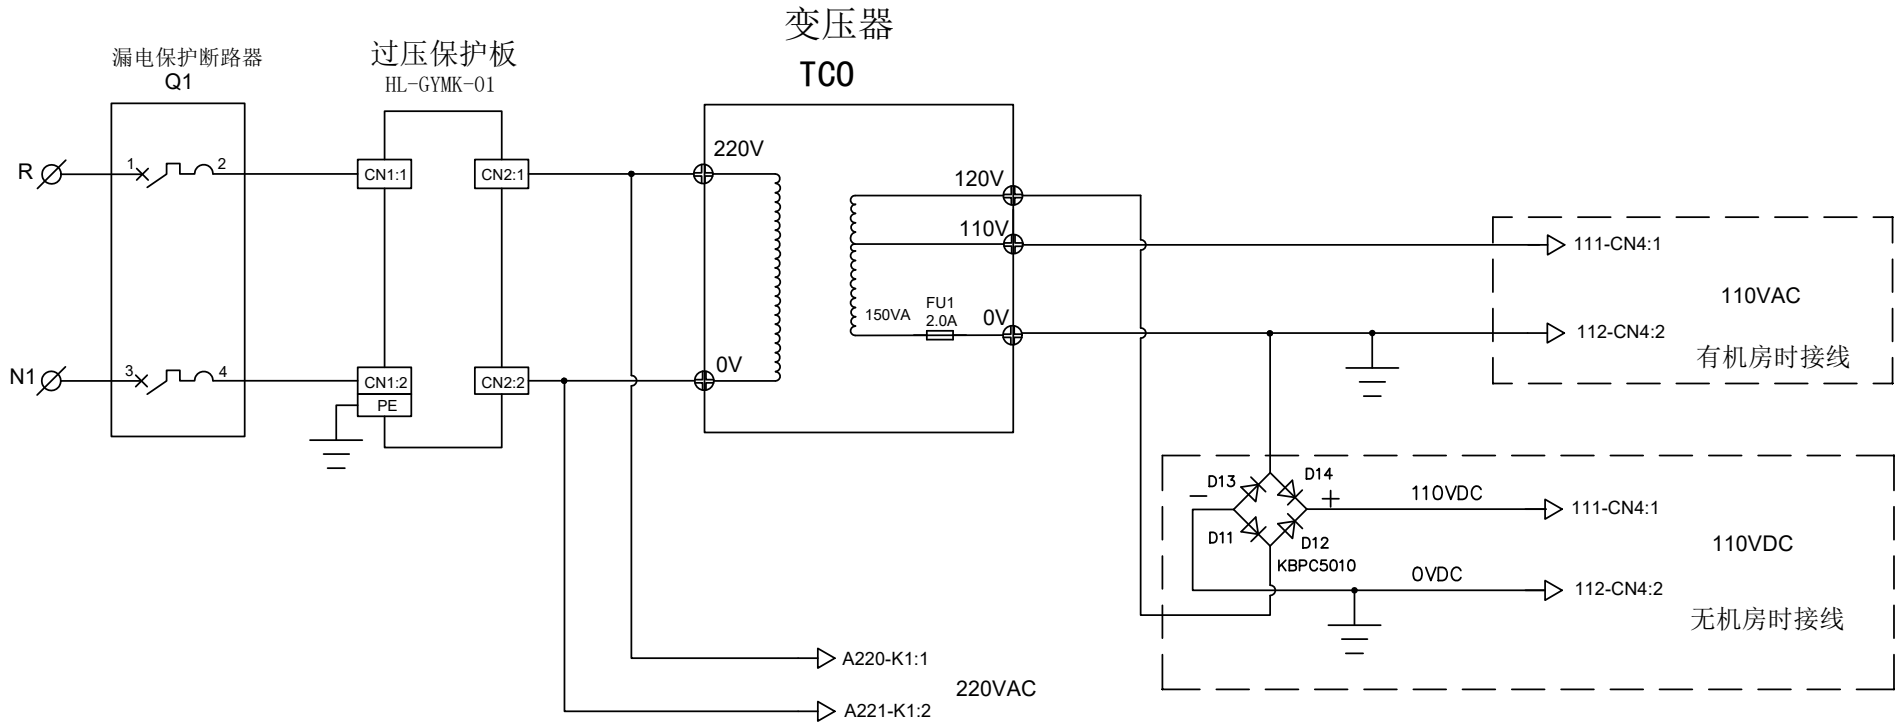 变压器
TCO
漏电保护断路器
Q1
过压保护板
HL-GYMK-01
R
1
2
CN1:1
CN2:1
220V
120V
110V
111-CN4:1
110VAC
150VA
FU1
2.0A
0V
112-CN4:2
有机房时接线
N1
3
4
CN1:2
PE
CN2:2
0V
D13
D14
−
+
110VDC
111-CN4:1
D11
D12
KBPC5010
110VDC
0VDC
112-CN4:2
无机房时接线
A220-K1:1
220VAC
A221-K1:2